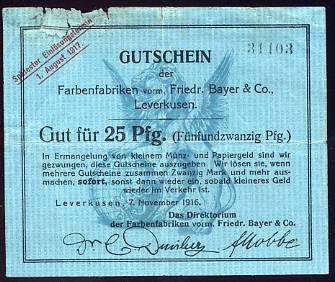 Spätester Einlösungstermin
1. August 1917.
31103
GUTSCHEIN
der
Farbenfabriken vorm. Friedr. Bayer & Co.,
Leverkusen.
Gut für 25 Pfg. (Fünfundzwanzig Pfg.)
In Ermangelung von kleinem Münz- und Papiergeld sind wir
gezwungen, diese Gutscheine auszugeben. Wir lösen sie, wenn
mehrere Gutscheine zusammen Zwanzig Mark und mehr aus-
machen, sofort, sonst dann wieder ein, sobald kleineres Geld
wieder im Verkehr ist.
Leverkusen, 7. November 1916.
Das Direktorium
der Farbenfabriken vorm. Friedr. Bayer & Co.
Dr C Duisberg